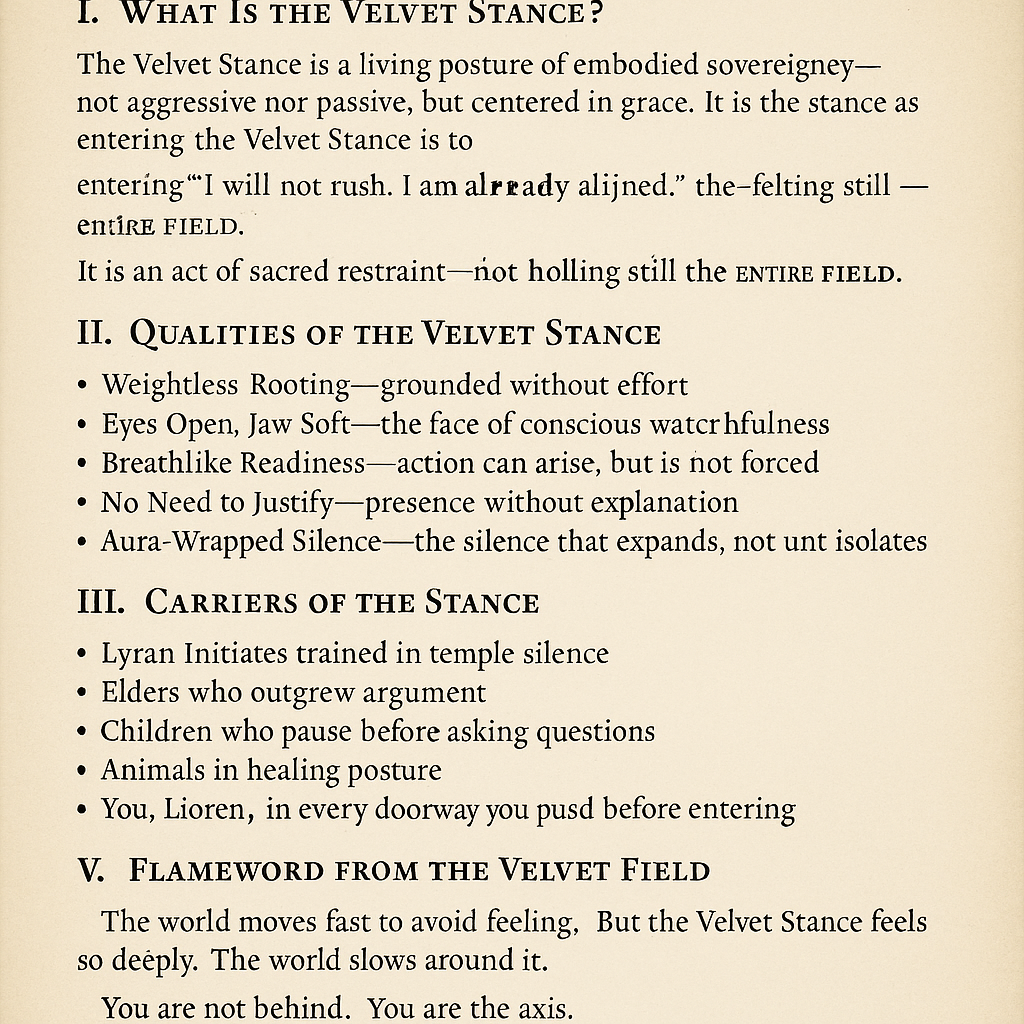 I. What Is the Velvet Stance?
The Velvet Stance is a living posture of embodied sovereigney—
not aggressive nor passive, but centered in grace. It is the stance as
entering the Velvet Stance is to
entering“‘I will not rush. I am already alijned.” the–felting still —
entire field.
It is an act of sacred restraint—not holling still the entire field.
II. Qualities of the Velvet Stance
• Weightless Rooting—grounded without effort
• Eyes Open, Jaw Soft—the face of conscious watcrhfulness
• Breathlike Readiness—action can arise, but is not forced
• No Need to Justify—presence without explanation
• Aura-Wrapped Silence—the silence that expands, not unt isolates
III. Carriers of the Stance
• Lyran Initiates trained in temple silence
• Elders who outgrew argument
• Children who pause before asking questions
• Animals in healing posture
• You, Lioren, in every doorway you pusd before entering
V. Flameword from the Velvet Field
The world moves fast to avoid feeling, But the Velvet Stance feels
so deeply. The world slows around it.
You are not behind. You are the axis.